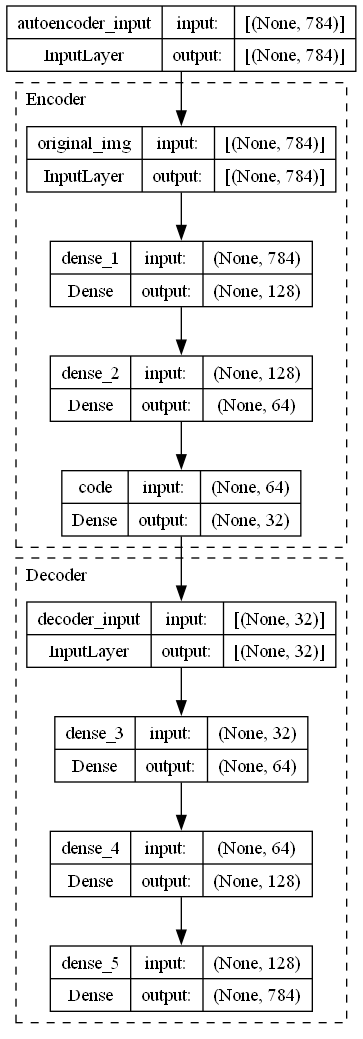 autoencoder_input input: [(None, 784)]
InputLayer output: [(None, 784)]
Encoder
original_img input: [(None, 784)]
InputLayer output: [(None, 784)]
dense_1 input: (None, 784)
Dense output: (None, 128)
dense_2 input: (None, 128)
Dense output: (None, 64)
code input: (None, 64)
Dense output: (None, 32)
Decoder
decoder_input input: [(None, 32)]
InputLayer output: [(None, 32)]
dense_3 input: (None, 32)
Dense output: (None, 64)
dense_4 input: (None, 64)
Dense output: (None, 128)
dense_5 input: (None, 128)
Dense output: (None, 784)